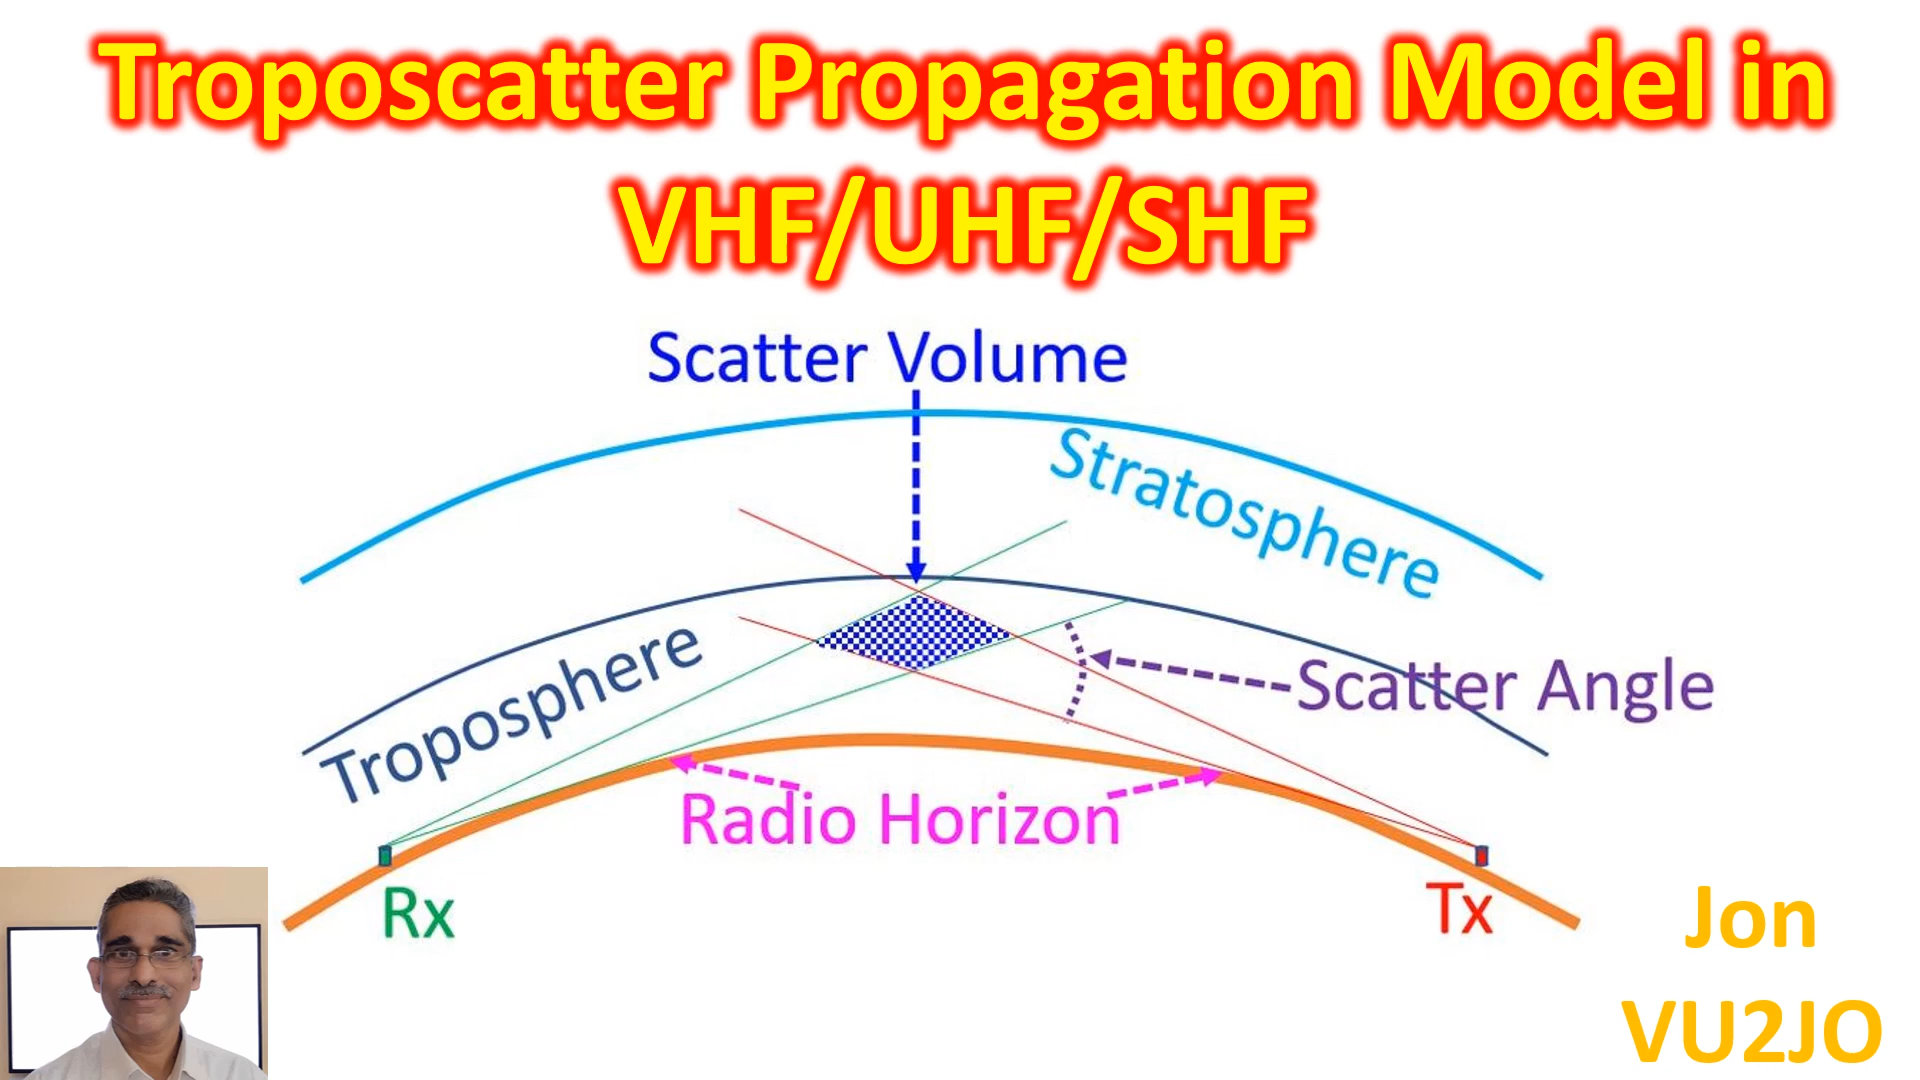 Troposcatter Propagation Model in
VHF/UHF/SHF
Scatter Volume
Stratosphere
Troposphere
Scatter Angle
Radio Horizon
Rx
Tx
Jon
VU2JO